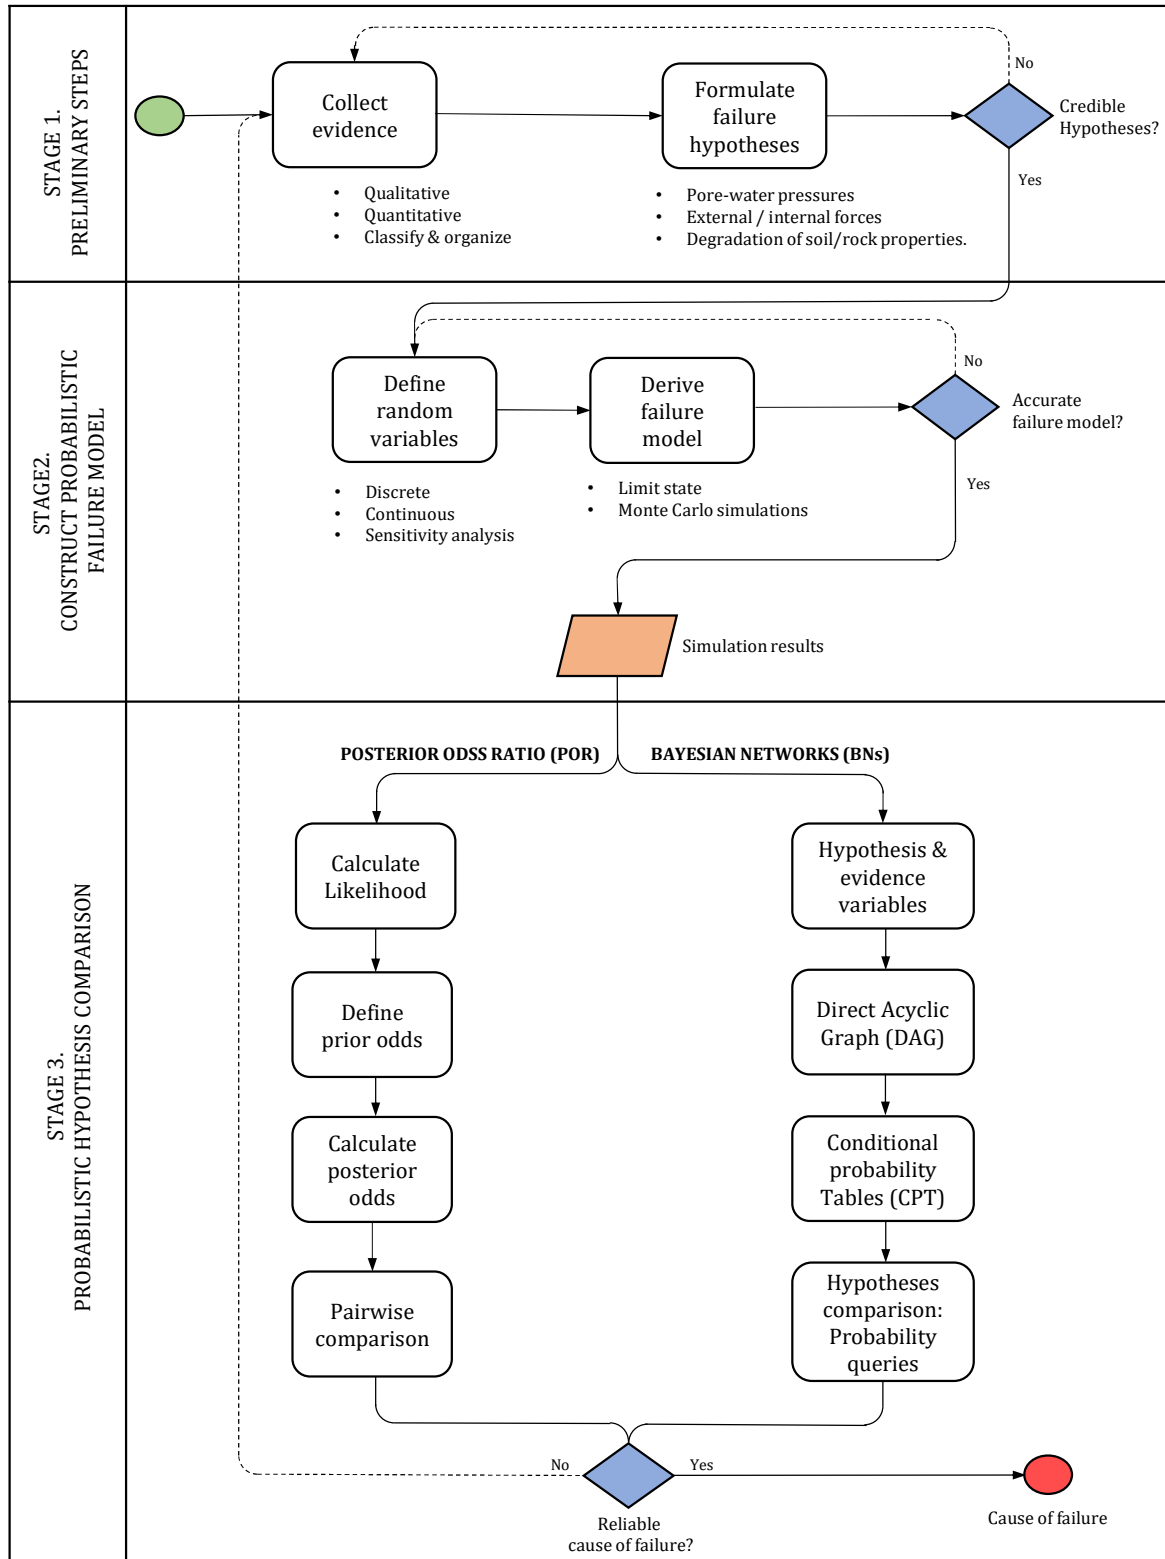 STAGE 1.
PRELIMINARY STEPS
Collect
evidence
• Qualitative
• Quantitative
• Classify & organize
Formulate
failure
hypotheses
• Pore-water pressures
• External / internal forces
• Degradation of soil/rock properties.
No
Credible
Hypotheses?
Yes
STAGE2.
CONSTRUCT PROBABILISTIC
FAILURE MODEL
Define
random
variables
• Discrete
• Continuous
• Sensitivity analysis
Derive
failure
model
• Limit state
• Monte Carlo simulations
No
Accurate
failure model?
Yes
Simulation results
STAGE 3.
PROBABILISTIC HYPOTHESIS COMPARISON
POSTERIOR ODSS RATIO (POR)
BAYESIAN NETWORKS (BNs)
Calculate
Likelihood
Define
prior odds
Calculate
posterior
odds
Pairwise
comparison
Hypothesis &
evidence
variables
Direct Acyclic
Graph (DAG)
Conditional
probability
Tables (CPT)
Hypotheses
comparison:
Probability
queries
No
Yes
Reliable
cause of failure?
Cause of failure